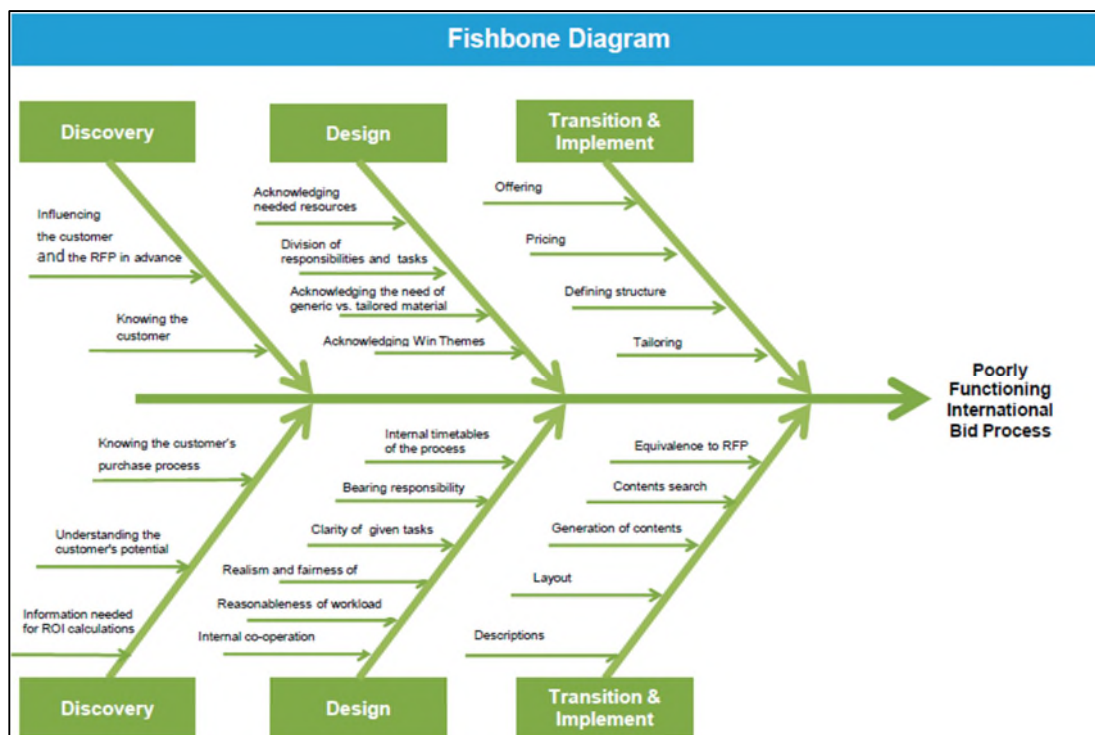 Fishbone Diagram
Discovery
Design
Transition &
Implement
Influencing
the customer
and the RFP in advance
Knowing the
customer
Acknowledging
needed resources
Division of
responsibilities and tasks
Acknowledging the need of
generic vs. tailored material
Acknowledging Win Themes
Offering
Pricing
Defining structure
Tailoring
Poorly
Functioning
International
Bid Process
Knowing the customer's
purchase process
Understanding the
customer's potential
Information needed
for ROI calculations
Internal timetables
of the process
Bearing responsibility
Clarity of given tasks
Realism and fairness of
Reasonableness of workload
Internal co-operation
Equivalence to RFP
Contents search
Generation of contents
Layout
Descriptions
Discovery
Design
Transition &
Implement